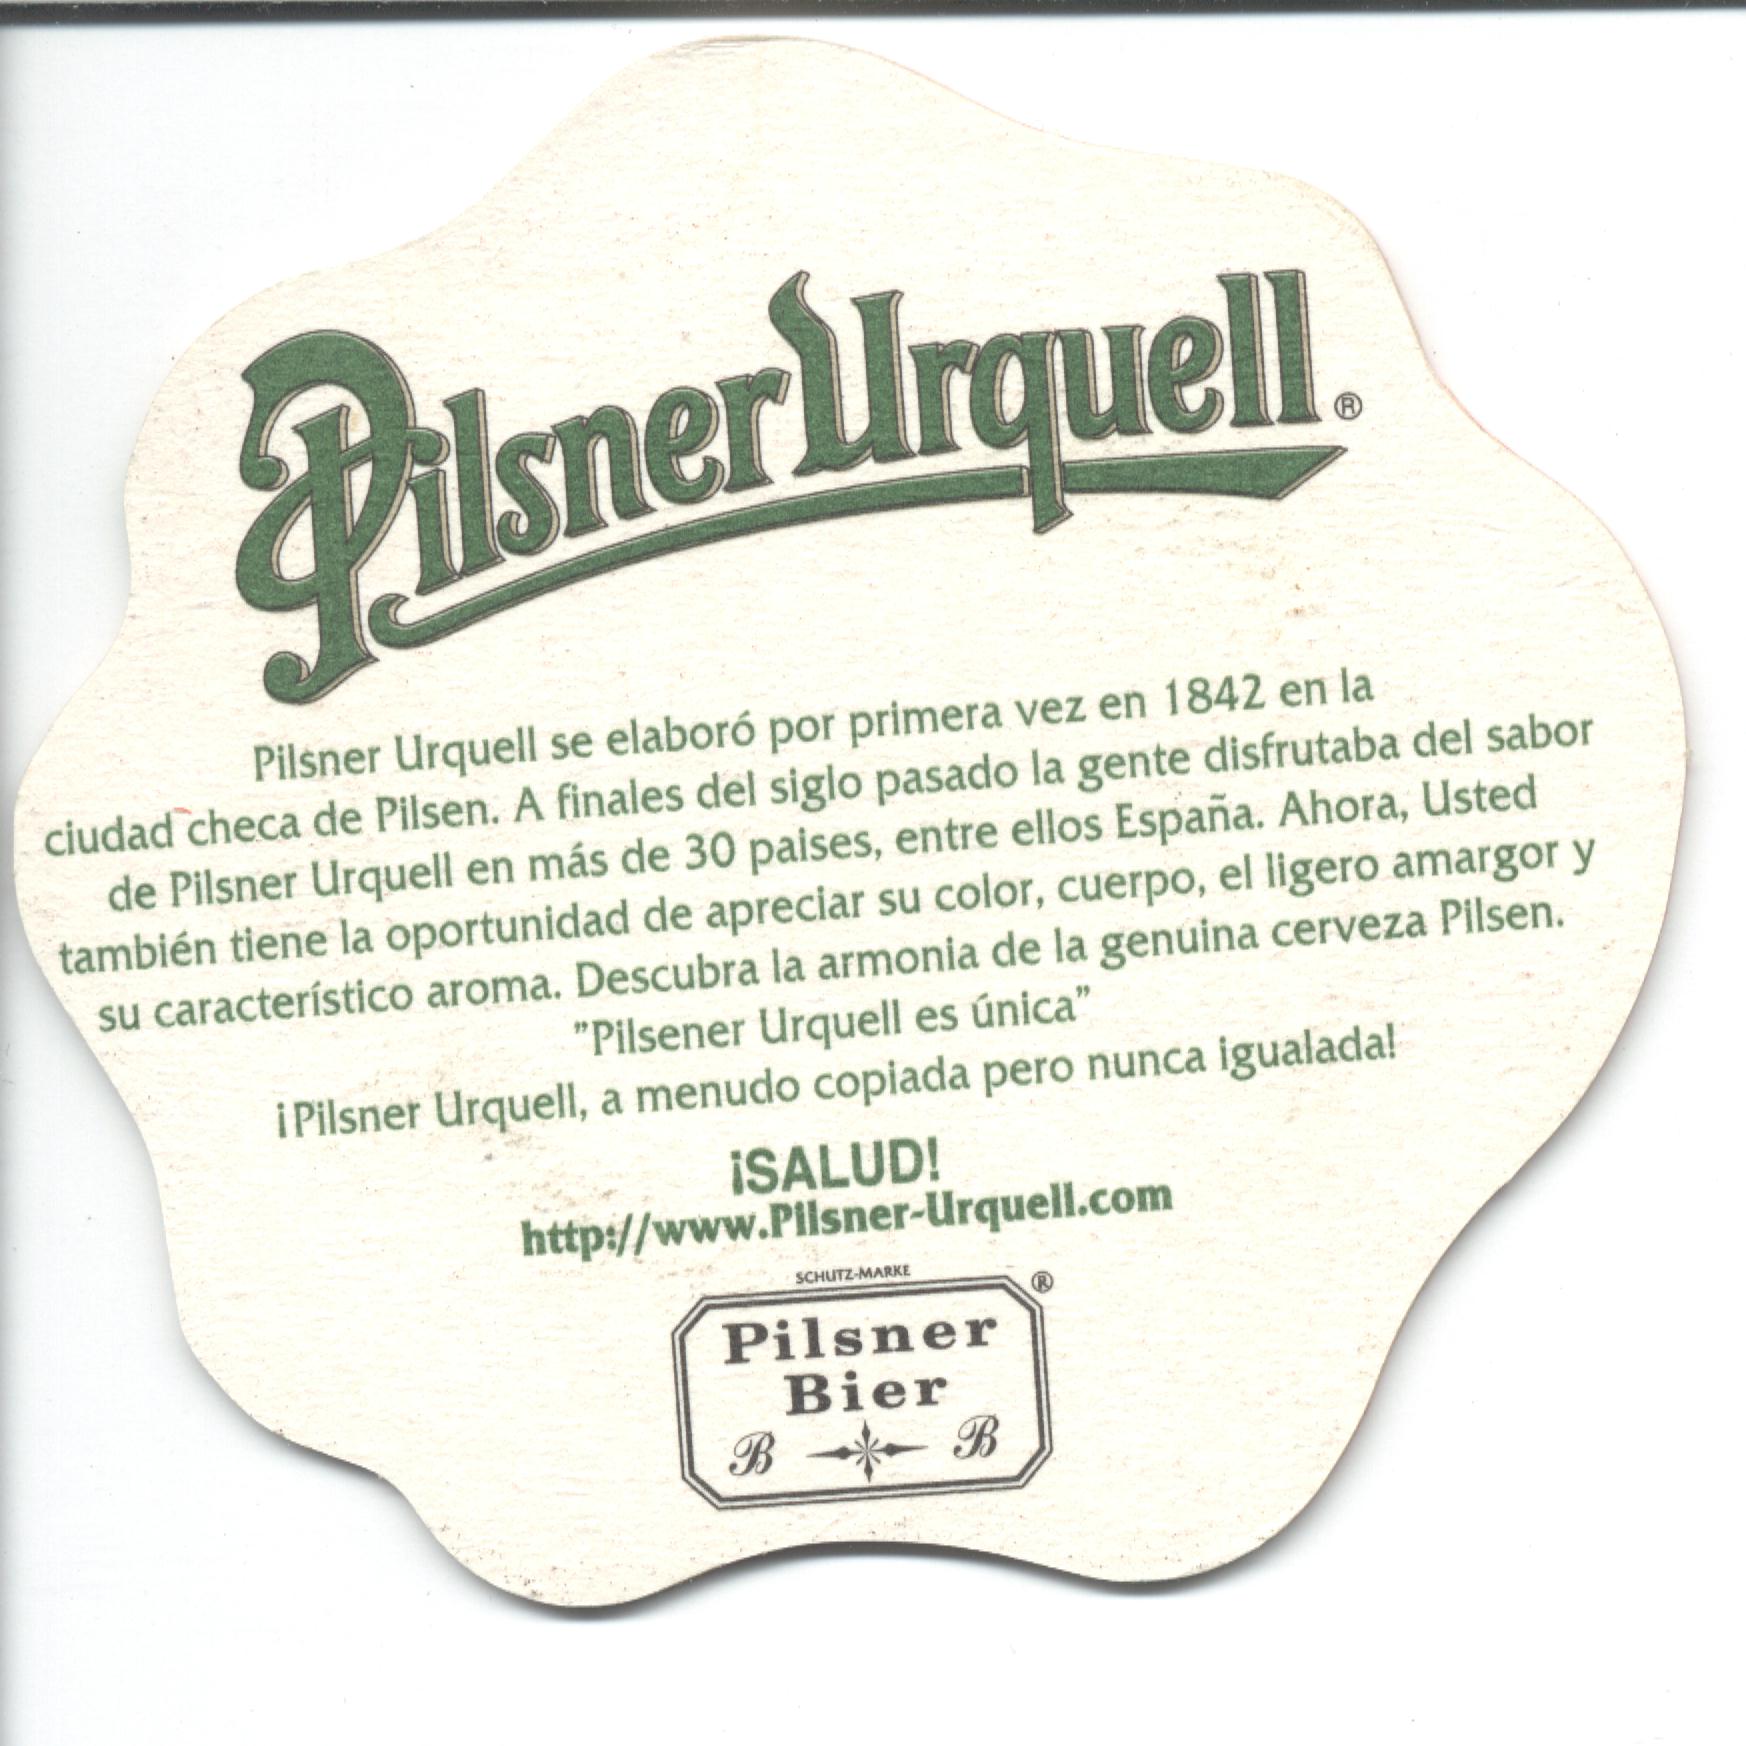 Pilsner Urquell ®
Pilsner Urquell se elaboró por primera vez en 1842 en la
ciudad checa de Pilsen. A finales del siglo pasado la gente disfrutaba del sabor
de Pilsner Urquell en más de 30 paises, entre ellos España. Ahora, Usted
también tiene la oportunidad de apreciar su color, cuerpo, el ligero amargor y
su característico aroma. Descubra la armonia de la genuina cerveza Pilsen.
"Pilsener Urquell es única"
¡Pilsner Urquell, a menudo copiada pero nunca igualada!
¡SALUD!
http://www.Pilsner-Urquell.com
SCHUTZ-MARKE
®
Pilsner
Bier
B B